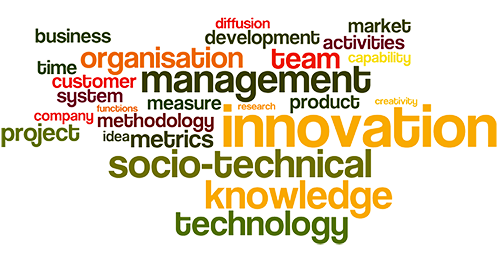 diffusion
business development market
activities
organisation team
time capability
customer management
system
functions measure research product creativity
company methodology innovation
project idea metrics
socio-technical
knowledge
technology